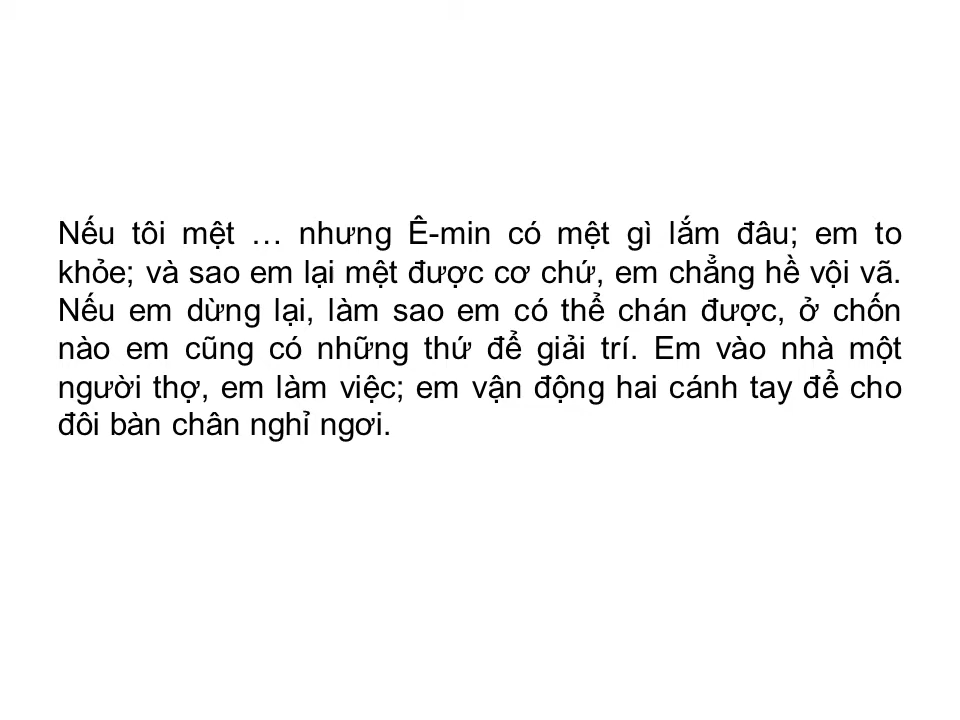 Nếu tôi mệt … nhưng Ê-min có mệt gì lắm đâu; em to
khỏe; và sao em lại mệt được cơ chứ, em chẳng hề vội vã.
Nếu em dừng lại, làm sao em có thể chán được, ở chốn
nào em cũng có những thứ để giải trí. Em vào nhà một
người thợ, em làm việc; em vận động hai cánh tay để cho
đôi bàn chân nghỉ ngơi.